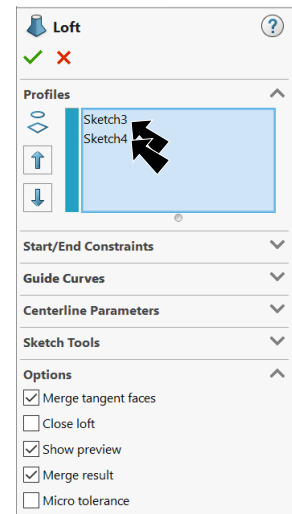 Loft
?
Profiles
Sketch3
Sketch4
Start/End Constraints
Guide Curves
Centerline Parameters
Sketch Tools
Options
Merge tangent faces
Close loft
Show preview
Merge result
Micro tolerance